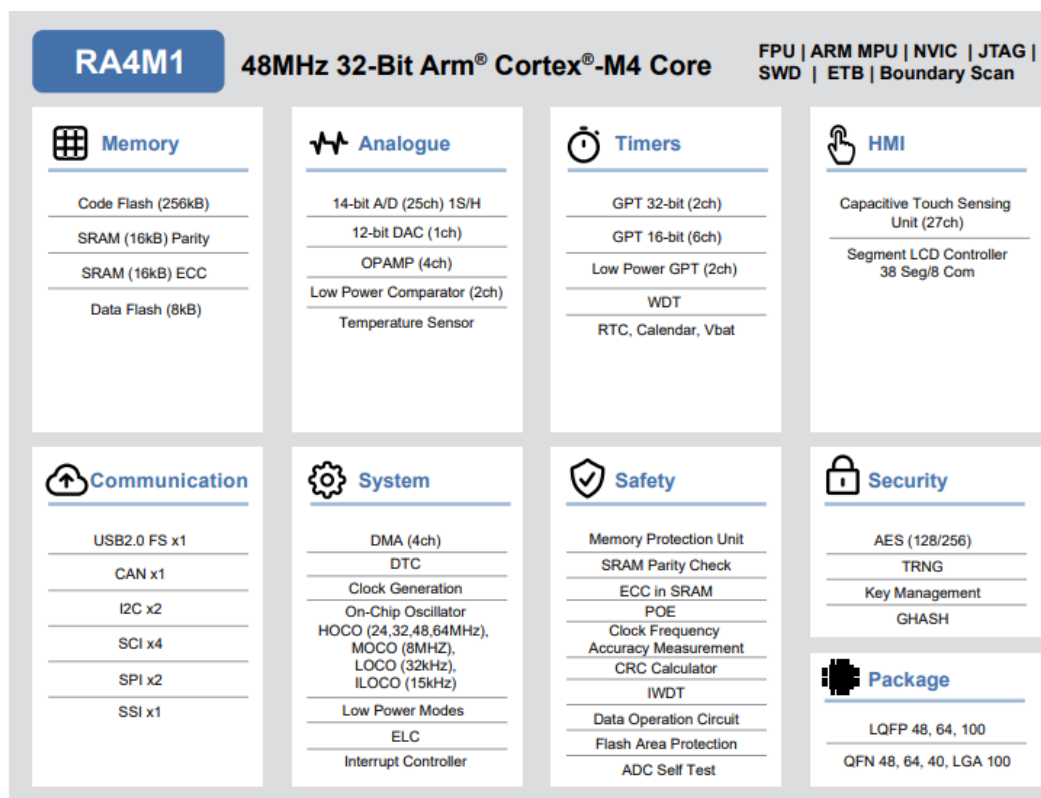 RA4M1
48MHz 32-Bit Arm® Cortex®-M4 Core
FPU | ARM MPU | NVIC | JTAG |
SWD | ETB | Boundary Scan
Memory
Code Flash (256kB)
SRAM (16kB) Parity
SRAM (16kB) ECC
Data Flash (8kB)
Analogue
14-bit A/D (25ch) 1S/H
12-bit DAC (1ch)
OPAMP (4ch)
Low Power Comparator (2ch)
Temperature Sensor
Timers
GPT 32-bit (2ch)
GPT 16-bit (6ch)
Low Power GPT (2ch)
WDT
RTC, Calendar, Vbat
HMI
Capacitive Touch Sensing
Unit (27ch)
Segment LCD Controller
38 Seg/8 Com
Communication
USB2.0 FS x1
CAN x1
I2C x2
SCI x4
SPI x2
SSI x1
System
DMA (4ch)
DTC
Clock Generation
On-Chip Oscillator
HOCO (24,32,48,64MHz),
MOCO (8MHZ),
LOCO (32kHz),
ILOCO (15kHz)
Low Power Modes
ELC
Interrupt Controller
Safety
Memory Protection Unit
SRAM Parity Check
ECC in SRAM
POE
Clock Frequency
Accuracy Measurement
CRC Calculator
IWDT
Data Operation Circuit
Flash Area Protection
ADC Self Test
Security
AES (128/256)
TRNG
Key Management
GHASH
Package
LQFP 48, 64, 100
QFN 48, 64, 40, LGA 100